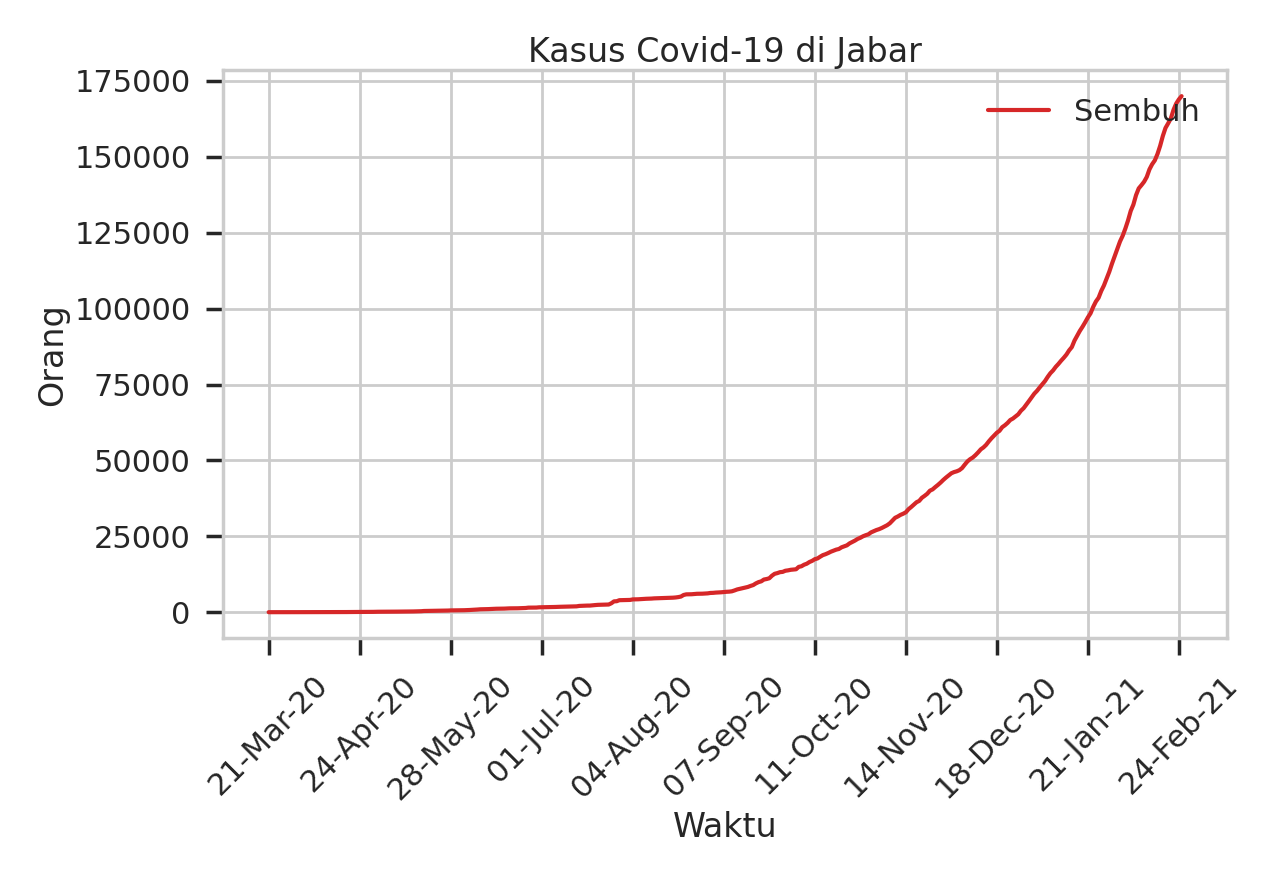 Kasus Covid-19 di Jabar
Sembuh
Orang
175000
150000
125000
100000
75000
50000
25000
0
21-Mar-20
24-Apr-20
28-May-20
01-Jul-20
04-Aug-20
07-Sep-20
11-Oct-20
14-Nov-20
18-Dec-20
21-Jan-21
24-Feb-21
Waktu